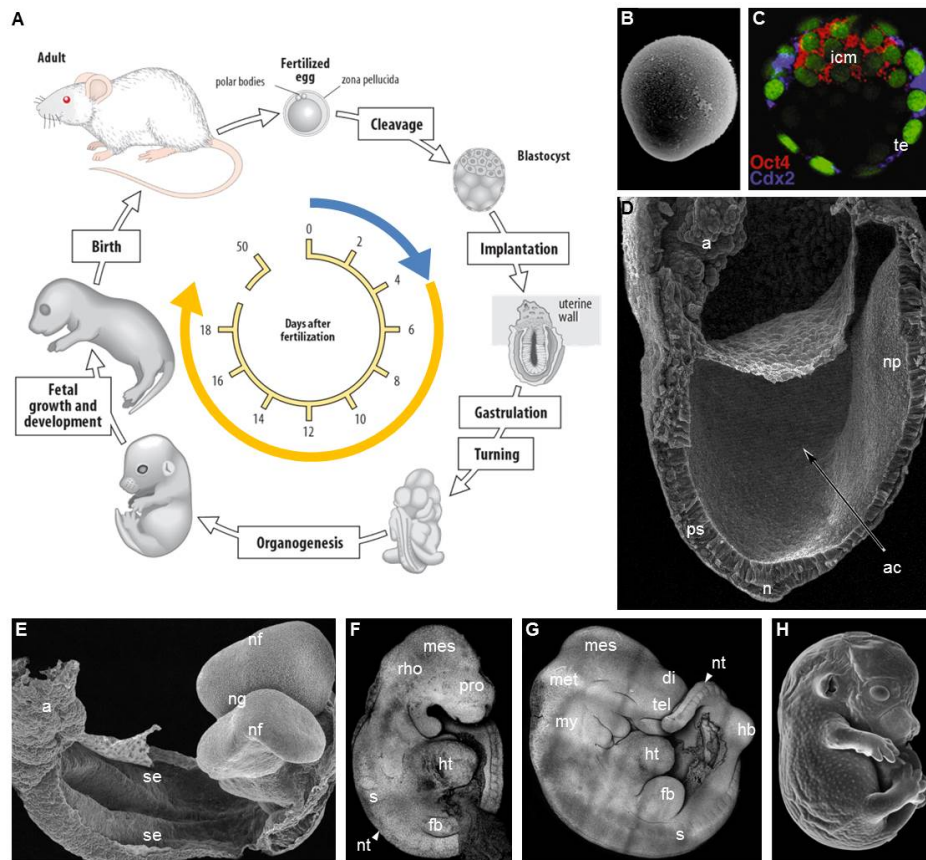 A
Adult
polar bodies
Fertilized
egg
zona pellucida
Cleavage
Blastocyst
Implantation
uterine
wall
Gastrulation
Turning
Organogenesis
Fetal
growth and
development
Birth
0
2
4
6
8
10
12
14
16
18
50
Days after
fertilization
B
C
icm
te
Oct4
Cdx2
D
a
np
ps
n
ac
E
nf
ng
nf
a
se
se
F
mes
rho
pro
ht
s
fb
nt
G
mes
nt
met
di
tel
my
hb
ht
fb
s
H